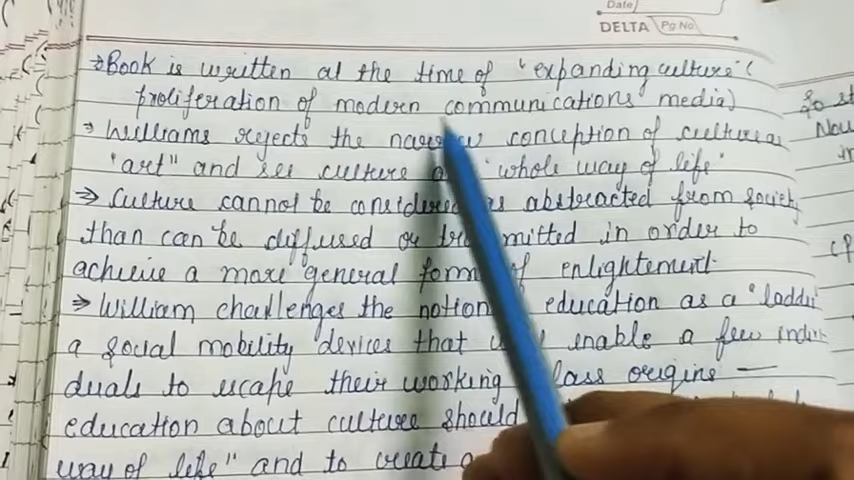 Date
DELTA Pg No
→ Book is written at the time of "expanding culture" (
proliferation of modern communications media)
→ Williams rejects the narrow conception of culture as
"art" and see culture as "whole way of life"
⇒ Culture cannot be considered as abstracted from society
than can be diffused or transmitted in order to
achieve a more general form of enlightement.
⇒ William challenges the notion education as a "ladde
a social mobility devices that enable a few indivi
duals to escape their working lass origins —
education about culture should
way of life" and to create a